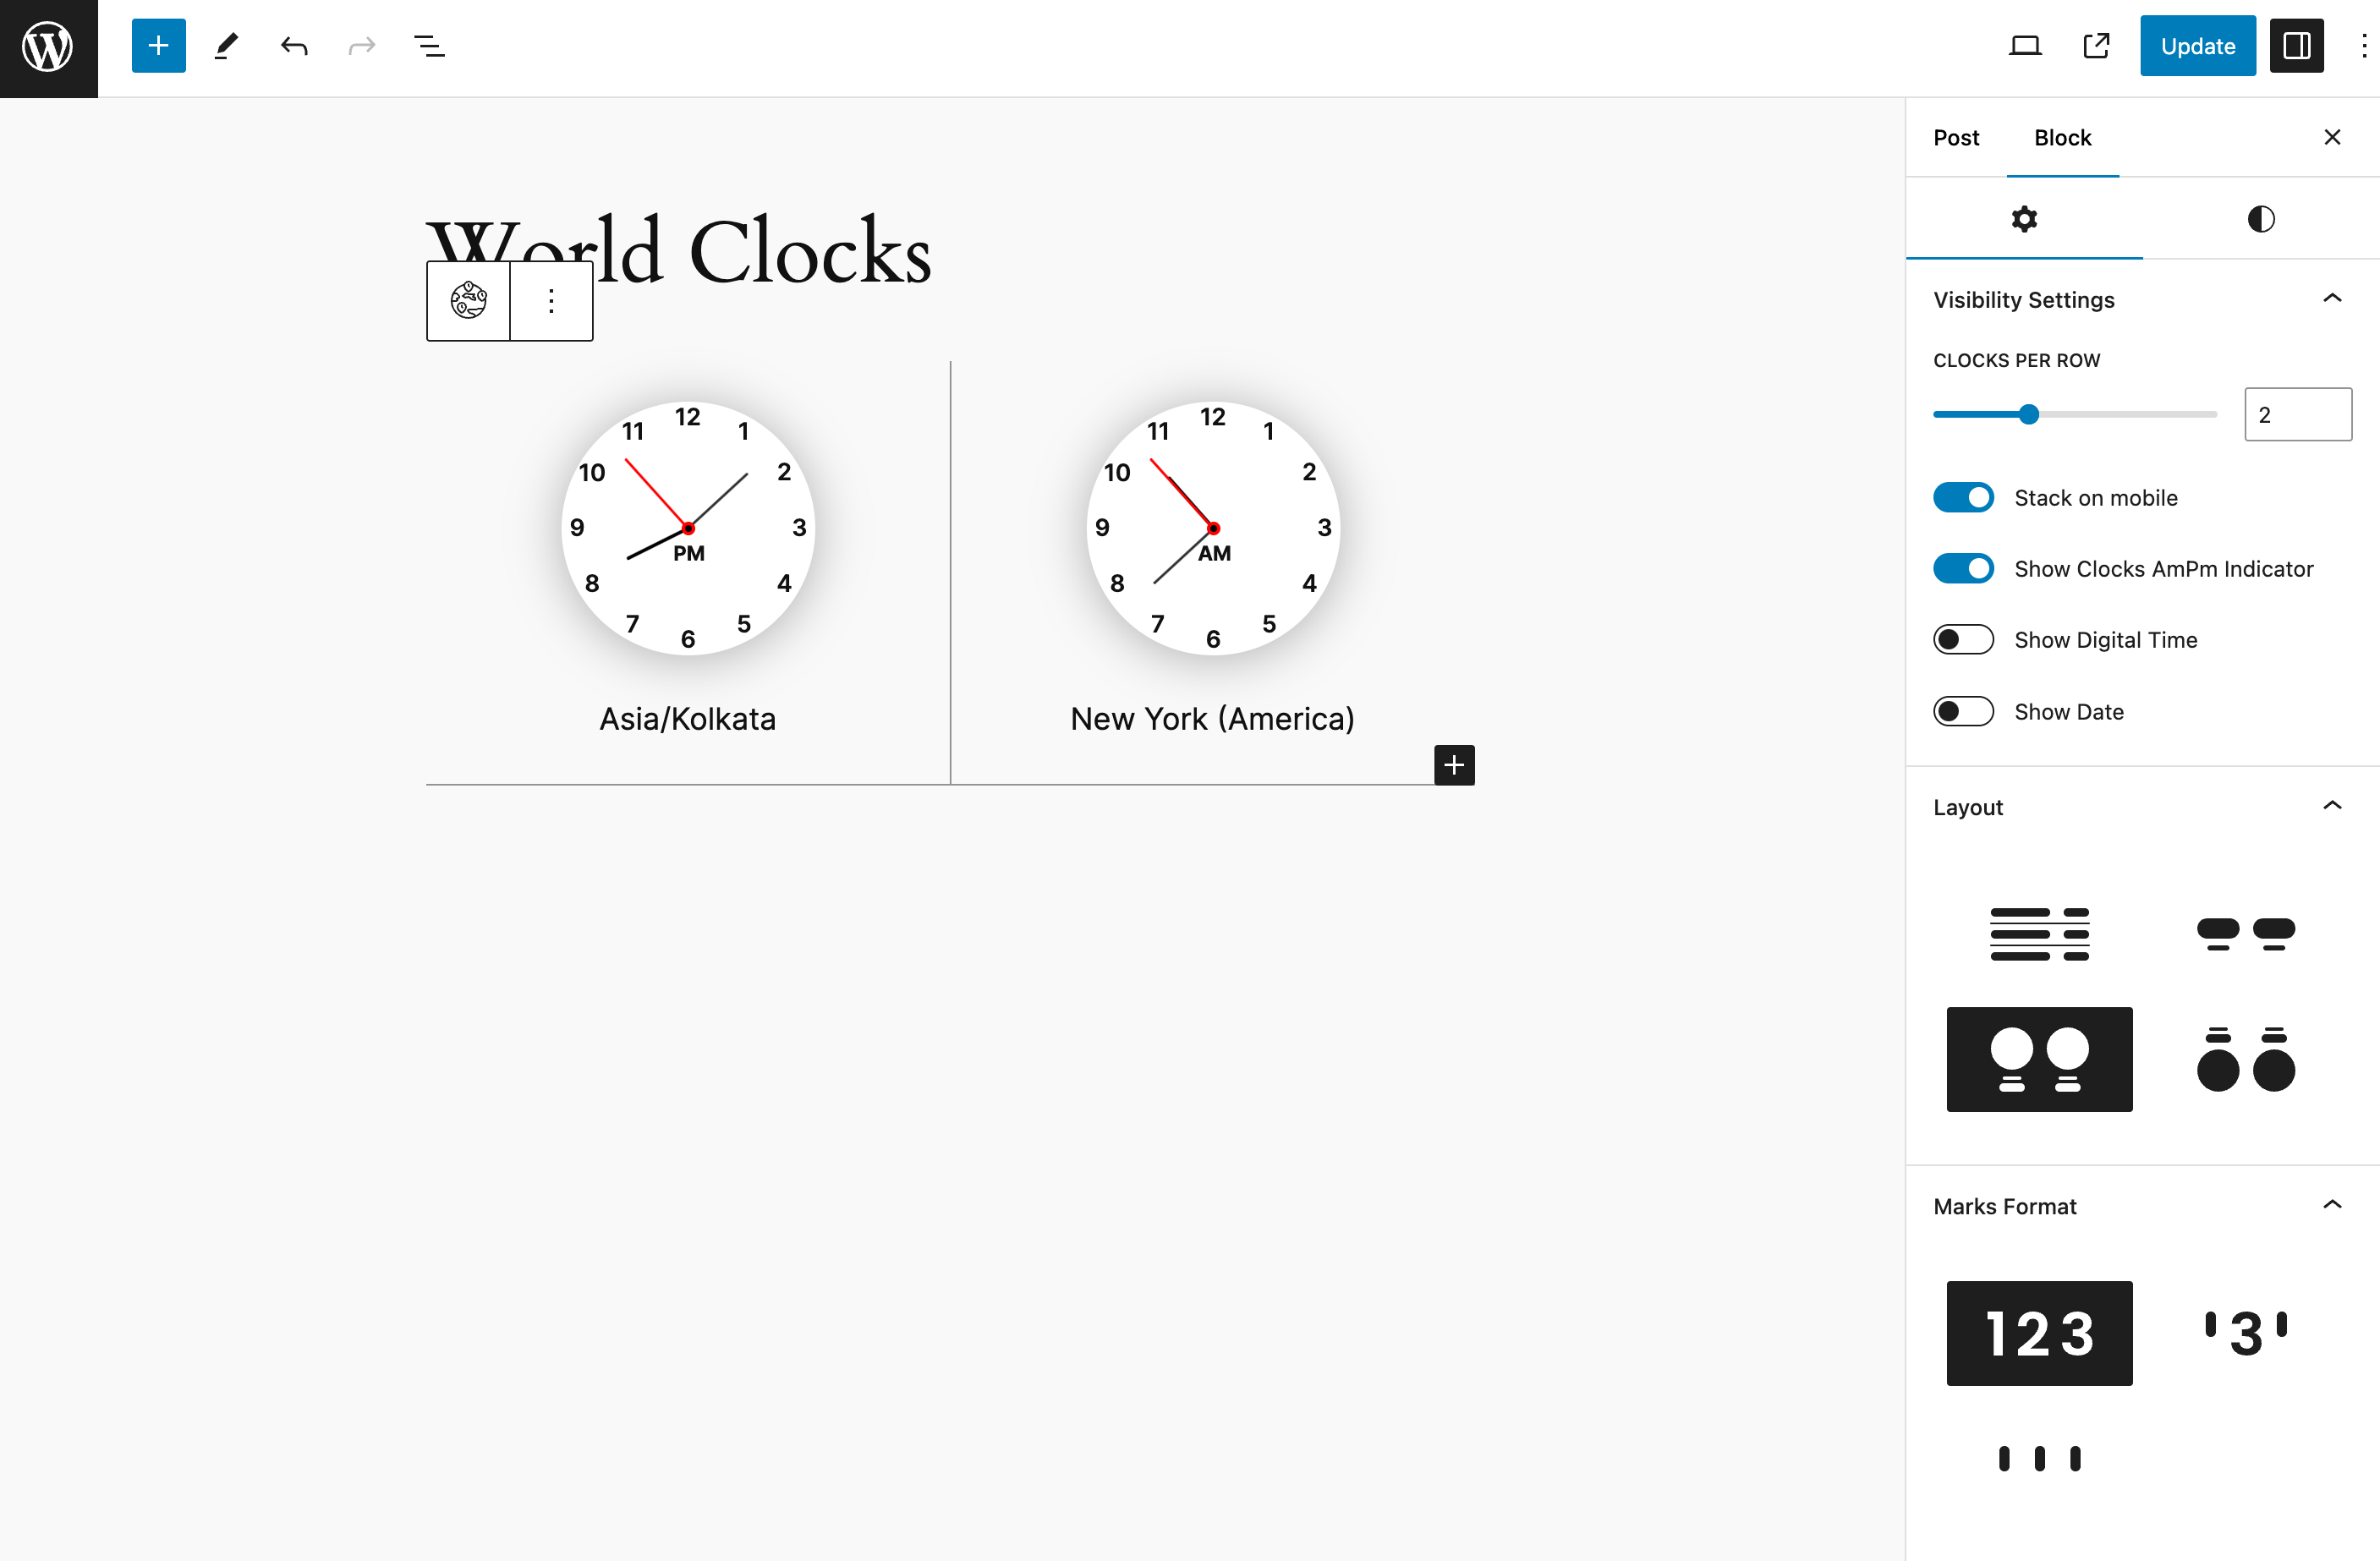 Update
Post
Block
World Clocks
Visibility Settings
CLOCKS PER ROW
2
Stack on mobile
Show Clocks AmPm Indicator
Show Digital Time
Show Date
12
11
1
10
2
9
3
PM
8
4
7
5
6
Asia/Kolkata
12
11
1
10
2
9
3
AM
8
4
7
5
6
New York (America)
Layout
Marks Format
123
3